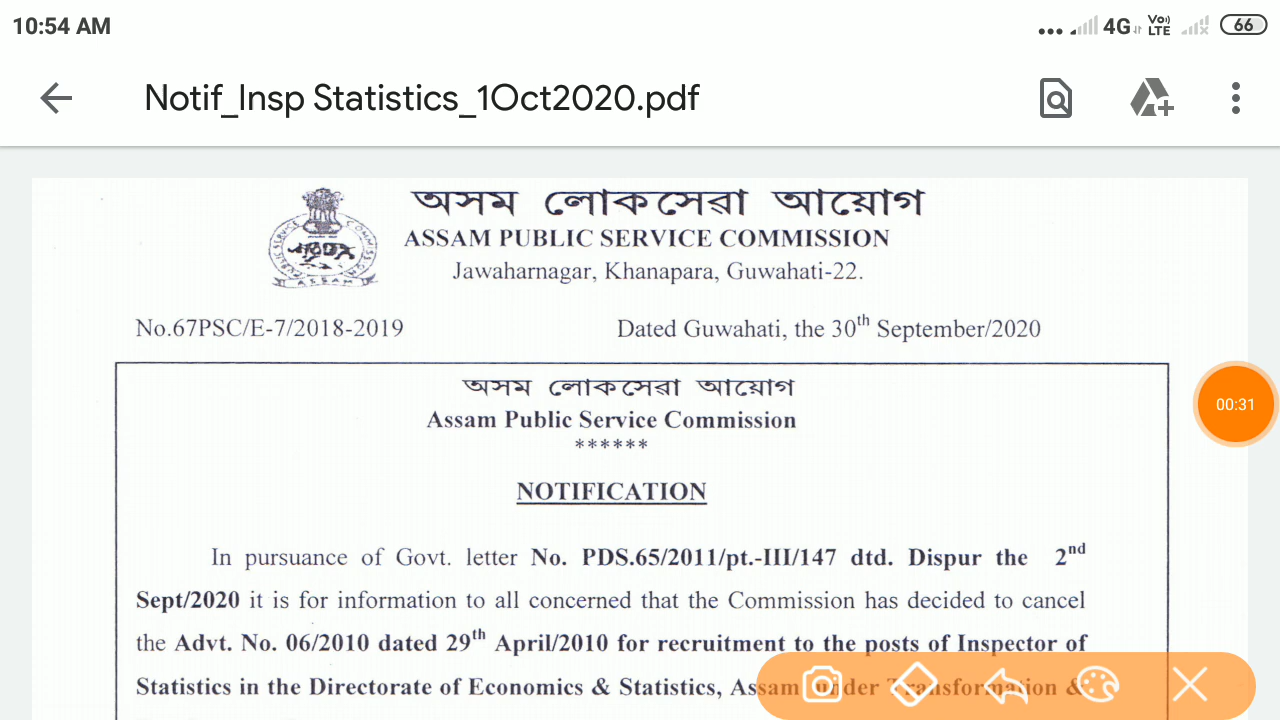 10:54 AM
4G Vo) LTE 66
Notif_Insp Statistics_1Oct2020.pdf
অসম লোকসেৱা আয়োগ
ASSAM PUBLIC SERVICE COMMISSION
Jawaharnagar, Khanapara, Guwahati-22.
No.67PSC/E-7/2018-2019 Dated Guwahati, the 30th September/2020
অসম লোকসেৱা আয়োগ
Assam Public Service Commission
******
NOTIFICATION
00:31
In pursuance of Govt. letter No. PDS.65/2011/pt.-III/147 dtd. Dispur the 2nd
Sept/2020 it is for information to all concerned that the Commission has decided to cancel
the Advt. No. 06/2010 dated 29th April/2010 for recruitment to the posts of Inspector of
Statistics in the Directorate of Economics & Statistics, Assam under Transformation &